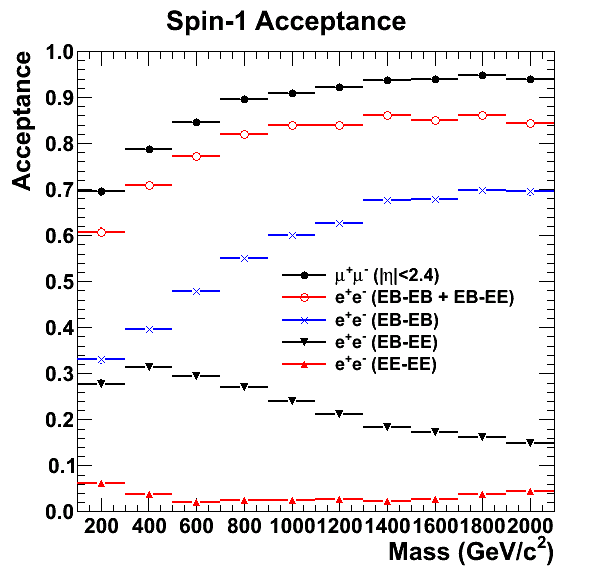 Spin-1 Acceptance
Acceptance
1.0
0.9
0.8
0.7
0.6
0.5
0.4
0.3
0.2
0.1
0.0
μ⁺μ⁻ (|η|<2.4)
e⁺e⁻ (EB-EB + EB-EE)
e⁺e⁻ (EB-EB)
e⁺e⁻ (EB-EE)
e⁺e⁻ (EE-EE)
200 400 600 800 1000 1200 1400 1600 1800 2000
Mass (GeV/c²)